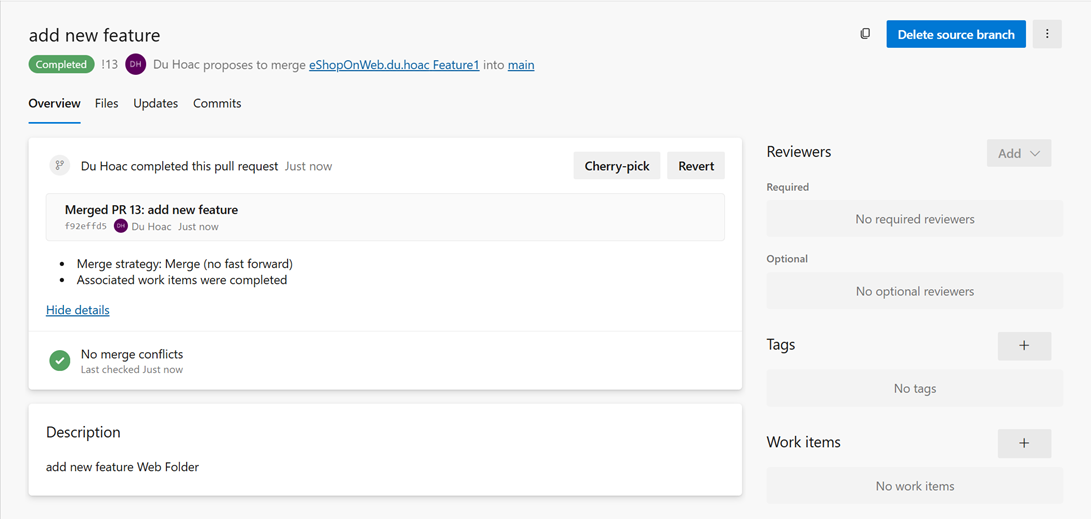 add new feature
Delete source branch
Completed !13 DH Du Hoac proposes to merge eShopOnWeb.du.hoac Feature1 into main
Overview Files Updates Commits
Du Hoac completed this pull request Just now
Cherry-pick
Revert
Merged PR 13: add new feature
f92effd5 DH Du Hoac Just now
• Merge strategy: Merge (no fast forward)
• Associated work items were completed
Hide details
No merge conflicts
Last checked Just now
Description
add new feature Web Folder
Reviewers
Add
Required
No required reviewers
Optional
No optional reviewers
Tags
+
No tags
Work items
+
No work items